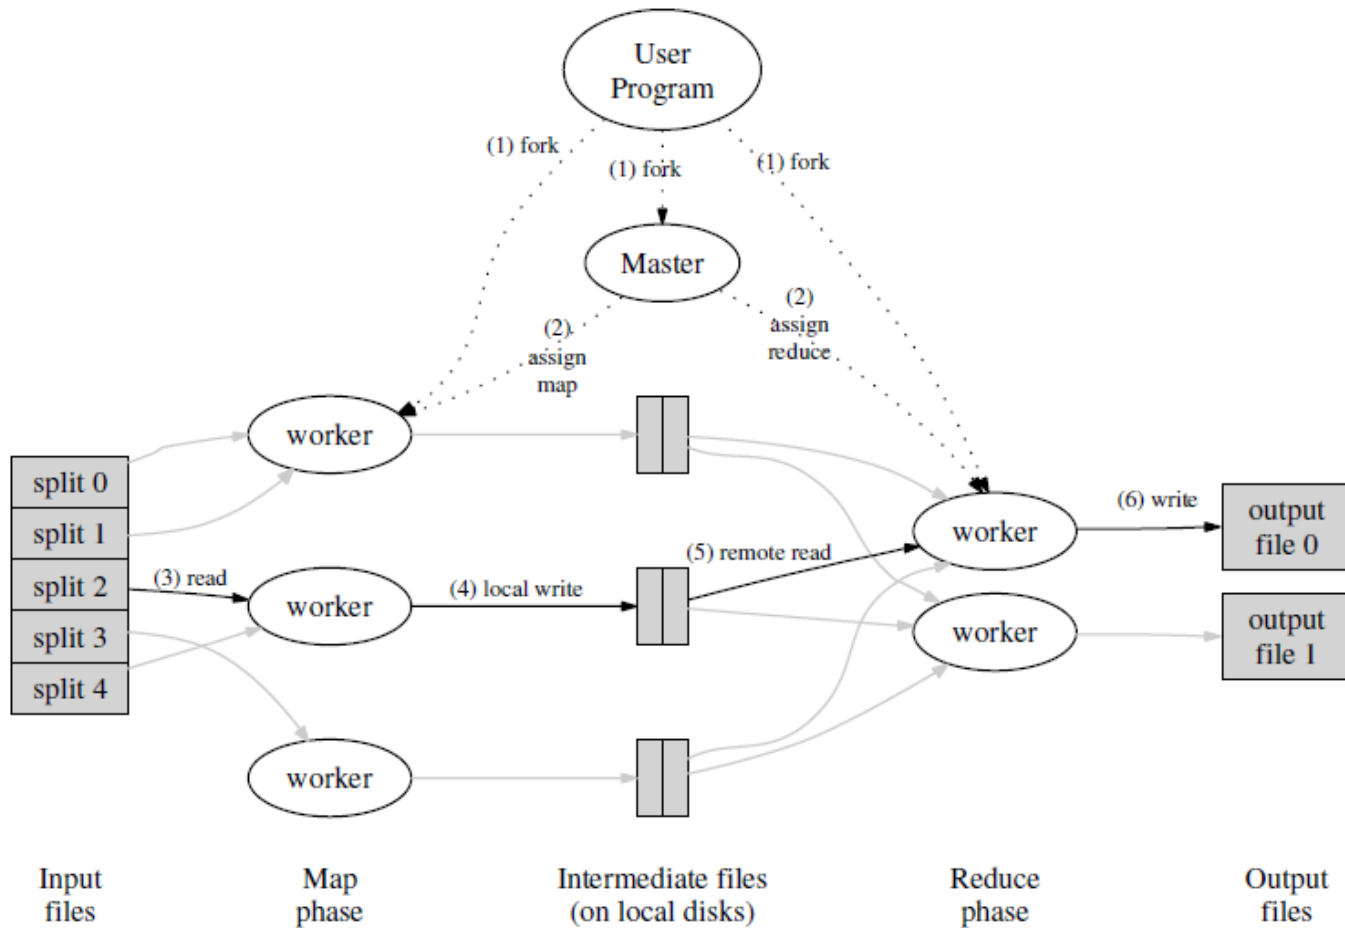 User
Program
(1) fork
(1) fork
(1) fork
Master
(2)
assign
map
(2)
assign
reduce
worker
split 0
split 1
split 2
split 3
split 4
(3) read
worker
(4) local write
(5) remote read
worker
(6) write
output
file 0
worker
output
file 1
worker
Input
files
Map
phase
Intermediate files
(on local disks)
Reduce
phase
Output
files